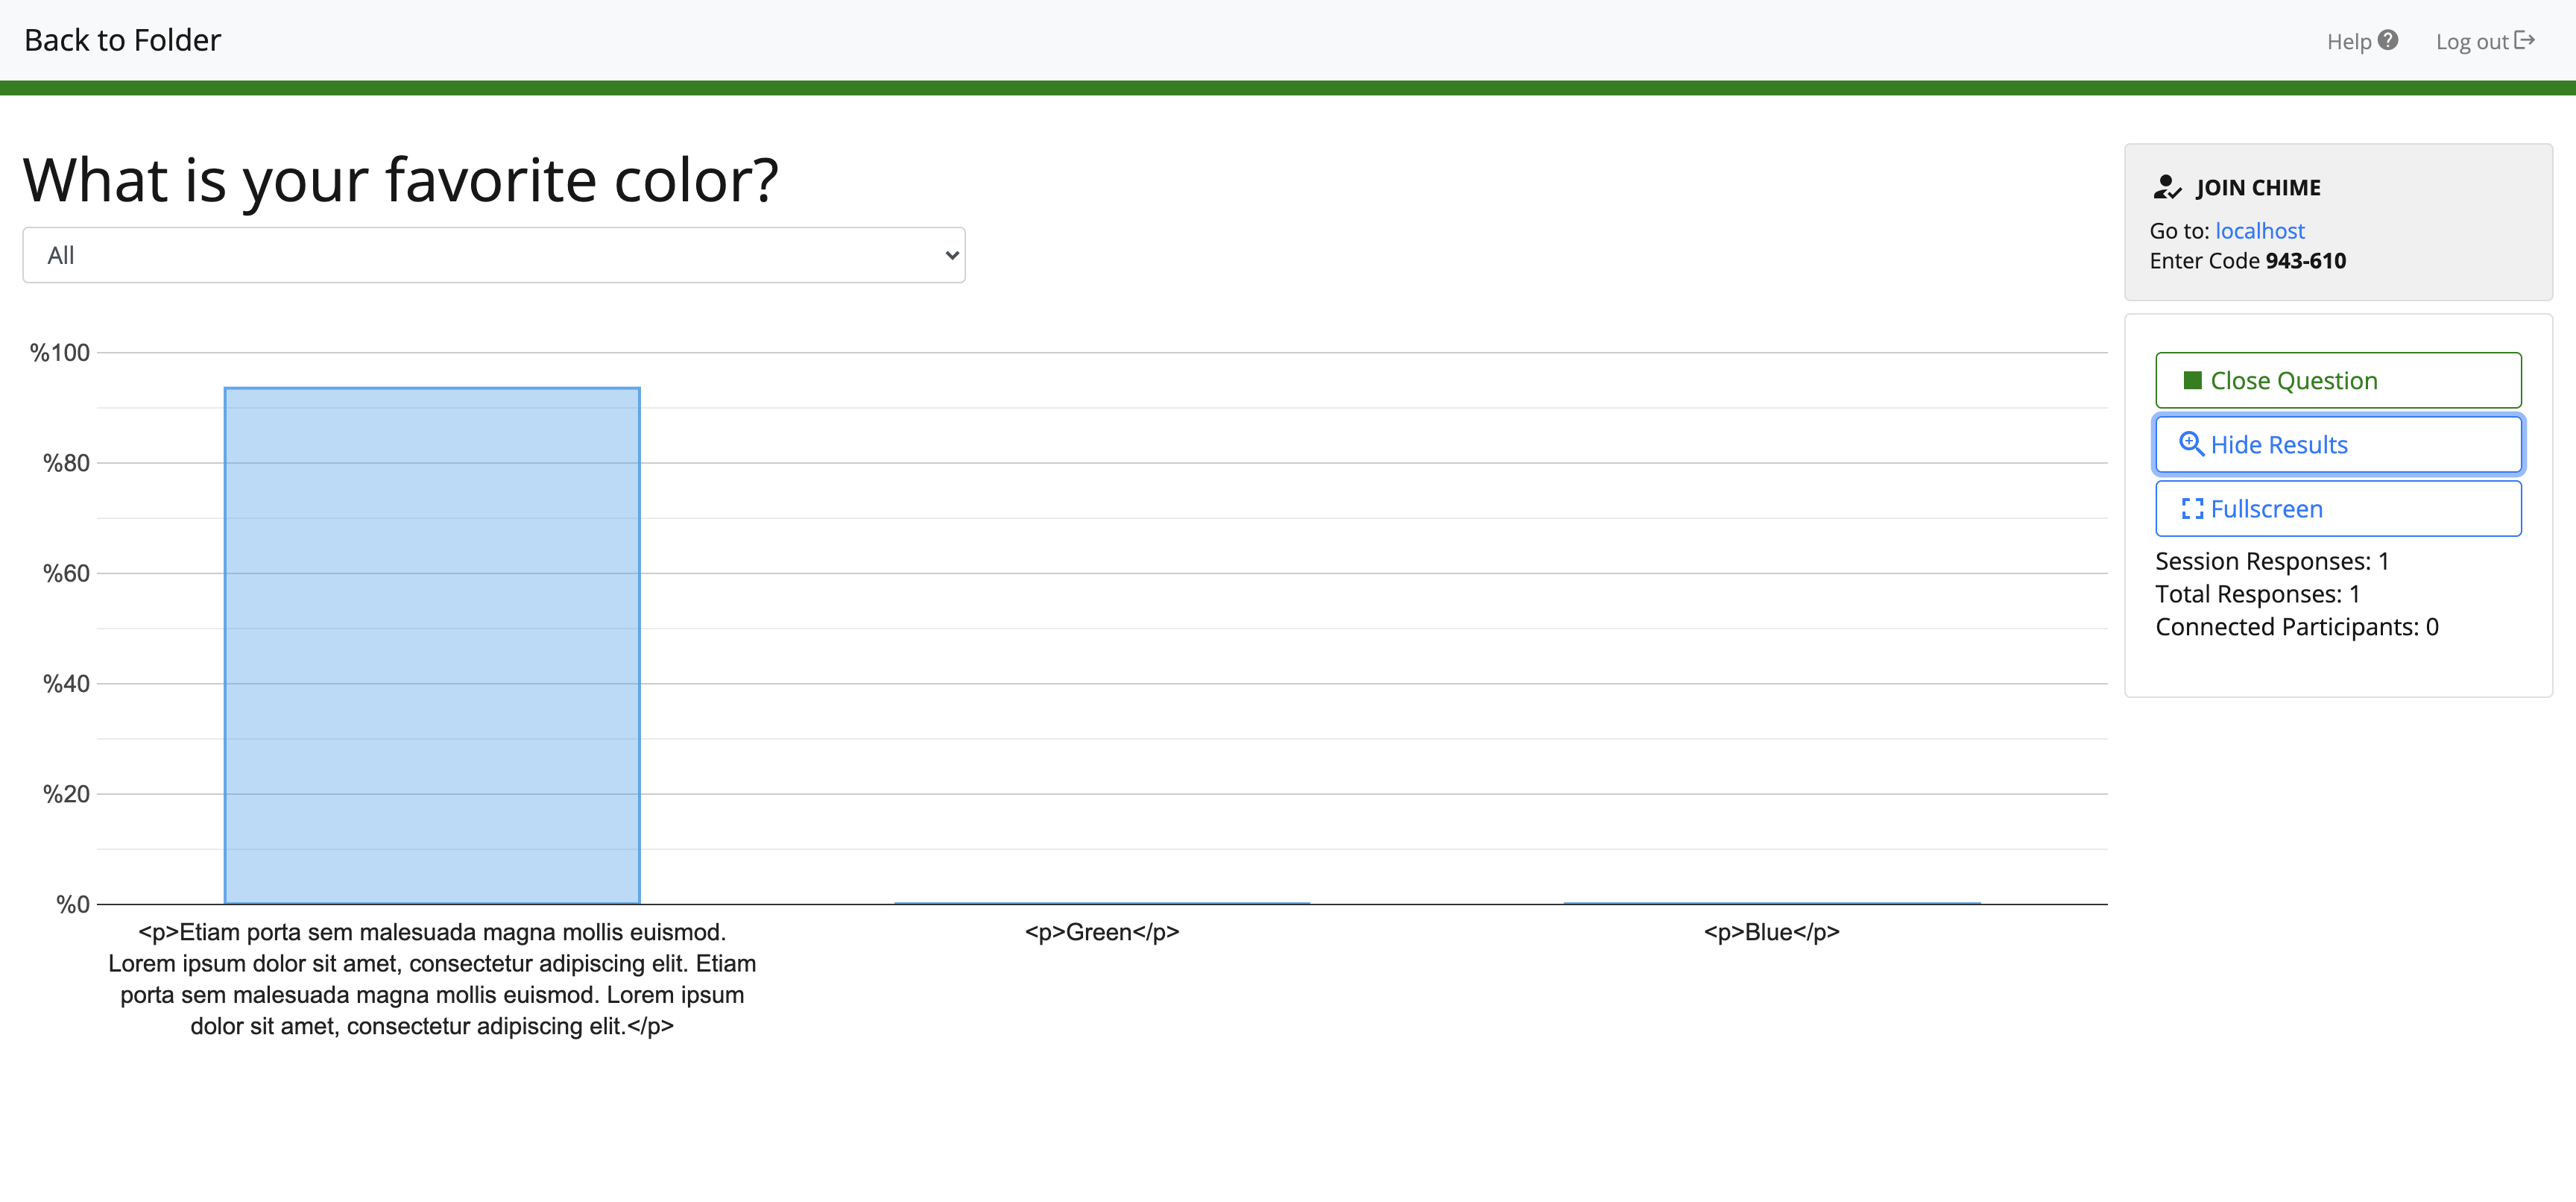 Back to Folder
Help
Log out
What is your favorite color?
All
%100
%80
%60
%40
%20
%0
<p>Etiam porta sem malesuada magna mollis euismod.
Lorem ipsum dolor sit amet, consectetur adipiscing elit. Etiam
porta sem malesuada magna mollis euismod. Lorem ipsum
dolor sit amet, consectetur adipiscing elit.</p>
<p>Green</p>
<p>Blue</p>
JOIN CHIME
Go to: localhost
Enter Code 943-610
Close Question
Hide Results
Fullscreen
Session Responses: 1
Total Responses: 1
Connected Participants: 0